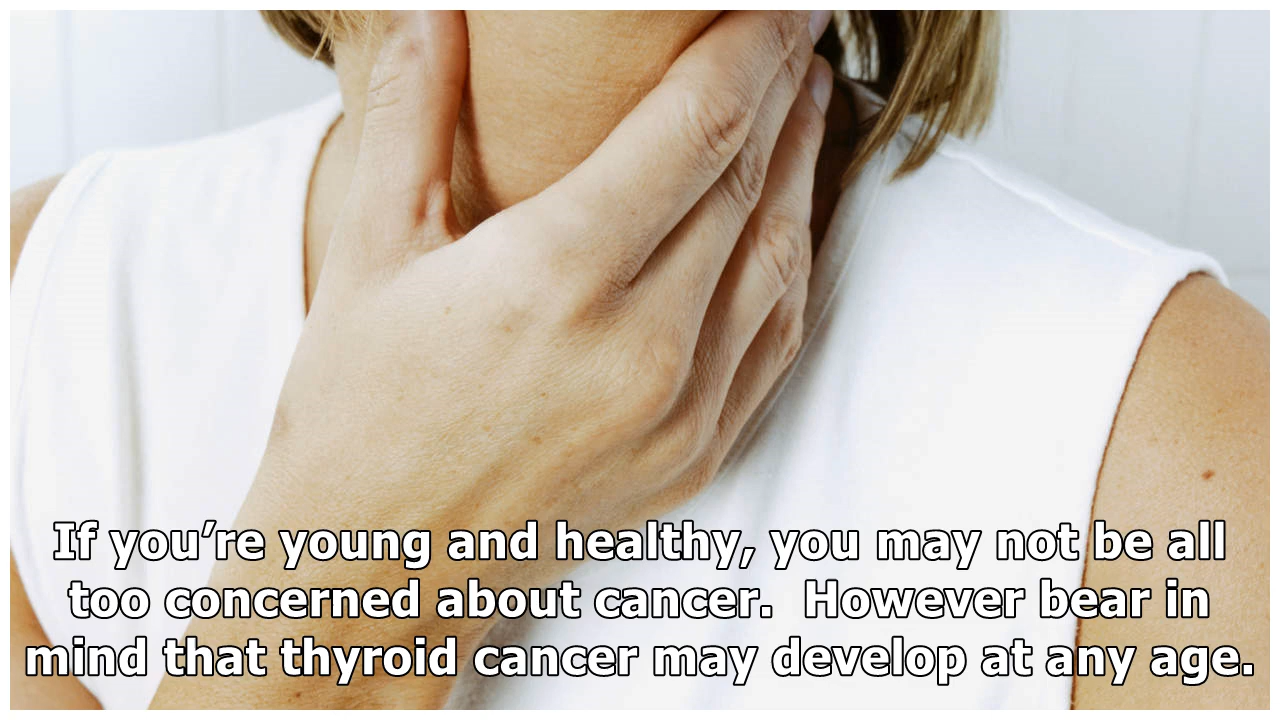 If you’re young and healthy, you may not be all
too concerned about cancer.  However bear in
mind that thyroid cancer may develop at any age.